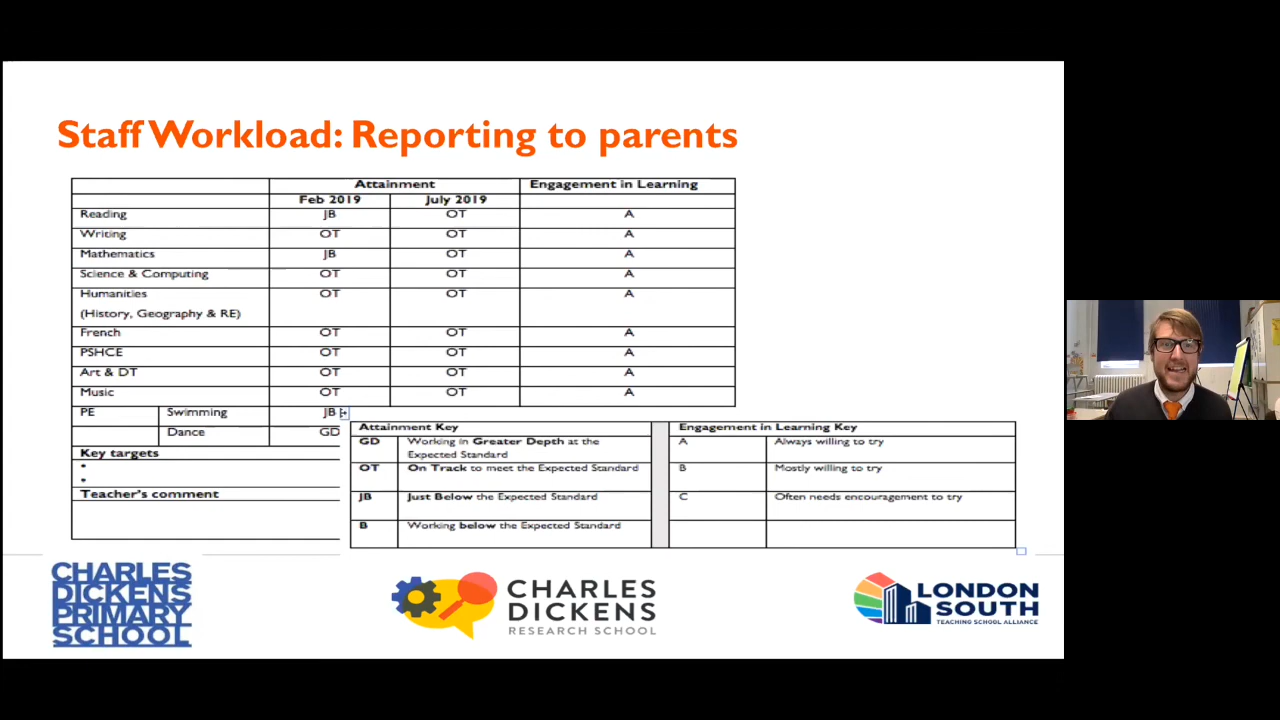 Staff Workload: Reporting to parents
Attainment Engagement in Learning
Feb 2019 July 2019
Reading JB OT A
Writing OT OT A
Mathematics JB OT A
Science & Computing OT OT A
Humanities OT OT A
(History, Geography & RE)
French OT OT A
PSHCE OT OT A
Art & DT OT OT A
Music OT OT A
PE Swimming JB
Dance GD
Key targets
Teacher's comment
Attainment Key Engagement in Learning Key
GD Working in Greater Depth at the A Always willing to try
Expected Standard
OT On Track to meet the Expected Standard B Mostly willing to try
JB Just Below the Expected Standard C Often needs encouragement to try
B Working below the Expected Standard
CHARLES
DICKENS
PRIMARY
SCHOOL
CHARLES
DICKENS
RESEARCH SCHOOL
LONDON
SOUTH
TEACHING SCHOOL ALLIANCE